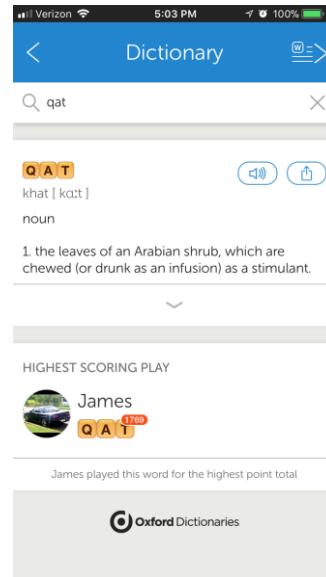 Verizon 5:03 PM 100%
Dictionary W
qat
QAT
khat [ kɑːt ]
noun
1. the leaves of an Arabian shrub, which are
chewed (or drunk as an infusion) as a stimulant.
HIGHEST SCORING PLAY
James
QAT 1769
James played this word for the highest point total
Oxford Dictionaries